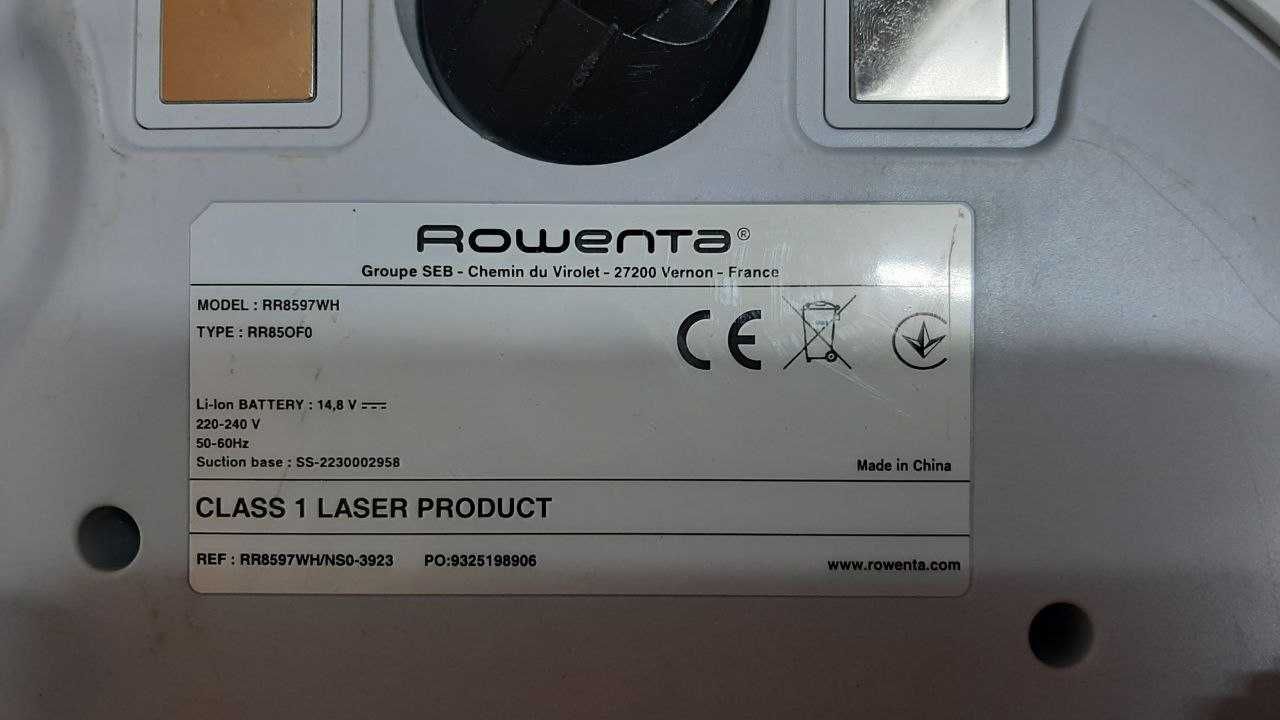 Rowenta®
Groupe SEB - Chemin du Virolet - 27200 Vernon - France
MODEL : RR8597WH
TYPE : RR85OF0
CE
Li-Ion BATTERY : 14,8 V
220-240 V
50-60Hz
Suction base : SS-2230002958
Made in China
CLASS 1 LASER PRODUCT
REF : RR8597WH/NS0-3923 PO:9325198906
www.rowenta.com